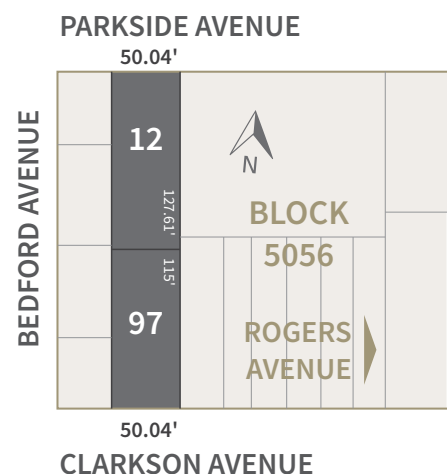 PARKSIDE AVENUE
50.04'
BEDFORD AVENUE
12
127.61'
N
BLOCK
5056
115'
97
ROGERS
AVENUE
50.04'
CLARKSON AVENUE